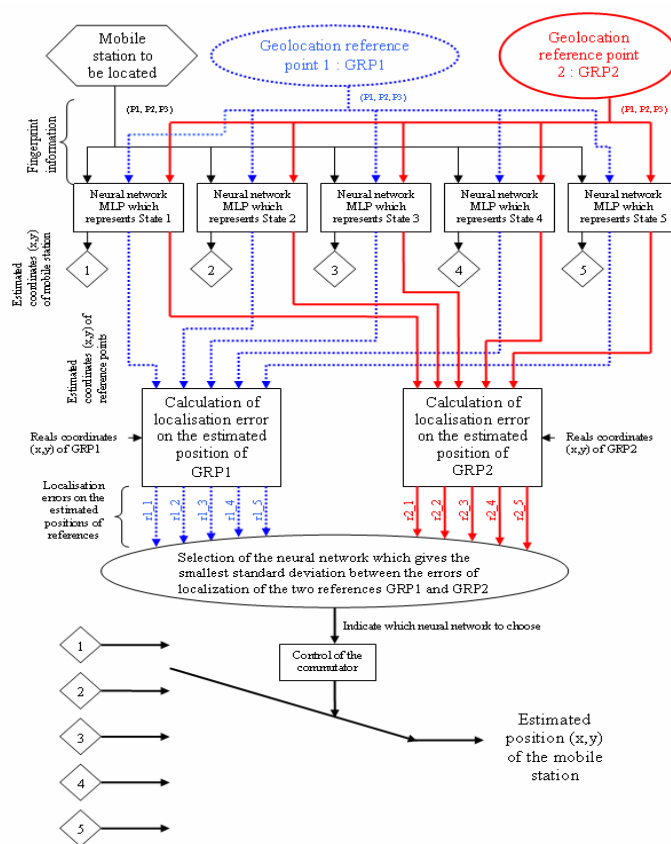 Mobile
station to
be located
Geolocation reference
point 1 : GRP1
Geolocation
reference point
2 : GRP2
(P1, P2, P3)
(P1, P2, P3)
(P1, P2, P3)
Fingerprint
information
Neural network
MLP which
represents State 1
Neural network
MLP which
represents State 2
Neural network
MLP which
represents State 3
Neural network
MLP which
represents State 4
Neural network
MLP which
represents State 5
Estimated
coordinates (x,y)
of mobile station
1
2
3
4
5
Estimated
coordinates (x,y) of
reference points
Calculation of
localisation error
on the estimated
position of
GRP1
Calculation of
localisation error
on the estimated
position of
GRP2
Reals coordinates
(x,y) of GRP1
Reals coordinates
(x,y) of GRP2
Localisation errors on the
estimated
positions of
references
r1_1
r1_2
r1_3
r1_4
r1_5
r2_1
r2_2
r2_3
r2_4
r2_5
Selection of the neural network which gives the
smallest standard deviation between the errors of
localization of the two references GRP1 and GRP2
Indicate which neural network to choose
Control of the
commutator
1
2
3
4
5
Estimated
position (x,y)
of the mobile
station